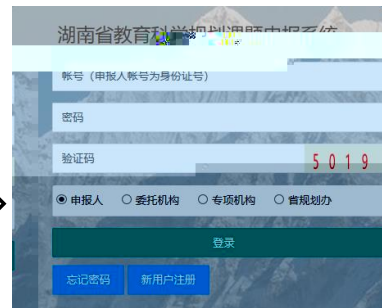 湖南省教育科学规划课题申报系统
帐号（申报人帐号为身份证号）
密码
验证码
5019
申报人 委托机构 专项机构 省规划办
登录
忘记密码 新用户注册